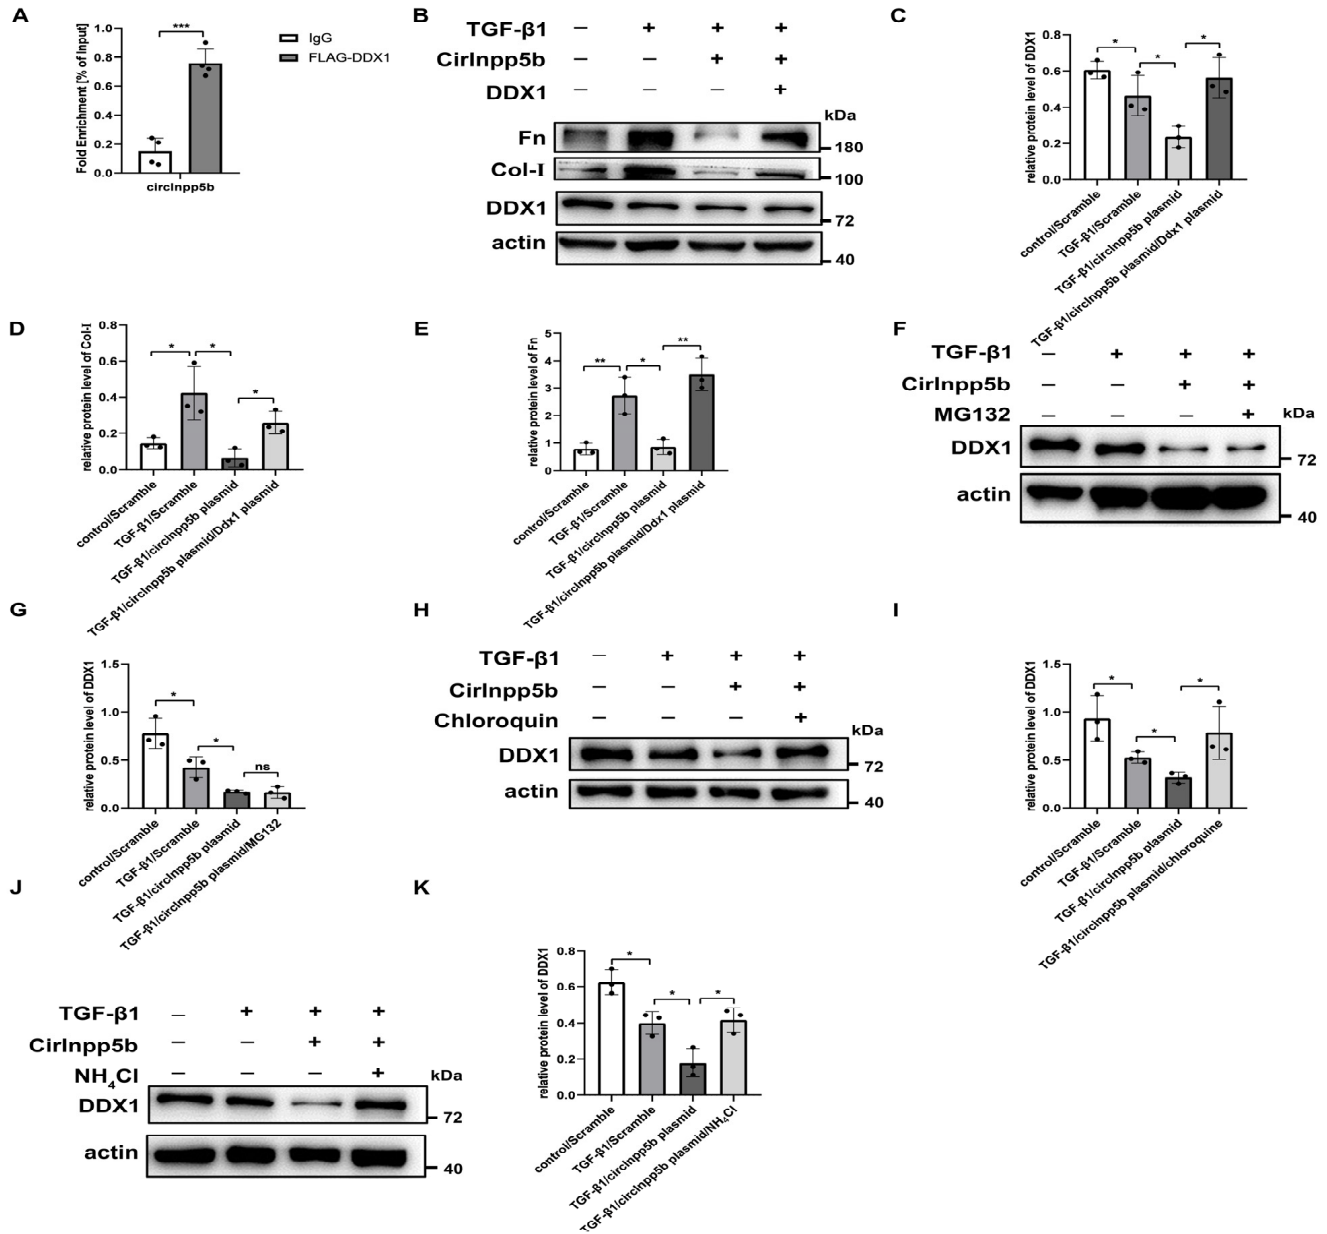 A
Fold Enrichment [% of Input]
1.0
0.8
0.6
0.4
0.2
0.0
***
circInpp5b
IgG
FLAG-DDX1
B
TGF-β1 – + + +
CirInpp5b – – + +
DDX1 – – – +
kDa
Fn 180
Col-I 100
DDX1 72
actin 40
C
relative protein level of DDX1
0.8
0.6
0.4
0.2
0.0
* * *
control/Scramble
TGF-β1/Scramble
TGF-β1/circInpp5b plasmid
TGF-β1/circInpp5b plasmid/Ddx1 plasmid
D
relative protein level of Col-I
0.8
0.6
0.4
0.2
0.0
* * *
control/Scramble
TGF-β1/Scramble
TGF-β1/circInpp5b plasmid
TGF-β1/circInpp5b plasmid/Ddx1 plasmid
E
relative protein level of Fn
5
4
3
2
1
0
** * **
control/Scramble
TGF-β1/Scramble
TGF-β1/circInpp5b plasmid
TGF-β1/circInpp5b plasmid/Ddx1 plasmid
F
TGF-β1 – + + +
CirInpp5b – – + +
MG132 – – – +
kDa
DDX1 72
actin 40
G
relative protein level of DDX1
1.5
1.0
0.5
0.0
* * ns
control/Scramble
TGF-β1/Scramble
TGF-β1/circInpp5b plasmid
TGF-β1/circInpp5b plasmid/MG132
H
TGF-β1 – + + +
CirInpp5b – – + +
Chloroquin – – – +
kDa
DDX1 72
actin 40
I
relative protein level of DDX1
1.5
1.0
0.5
0.0
* * *
control/Scramble
TGF-β1/Scramble
TGF-β1/circInpp5b plasmid
TGF-β1/circInpp5b plasmid/chloroquine
J
TGF-β1 – + + +
CirInpp5b – – + +
NH₄Cl – – – +
kDa
DDX1 72
actin 40
K
relative protein level of DDX1
0.8
0.6
0.4
0.2
0.0
* * *
control/Scramble
TGF-β1/Scramble
TGF-β1/circInpp5b plasmid
TGF-β1/circInpp5b plasmid/NH₄Cl